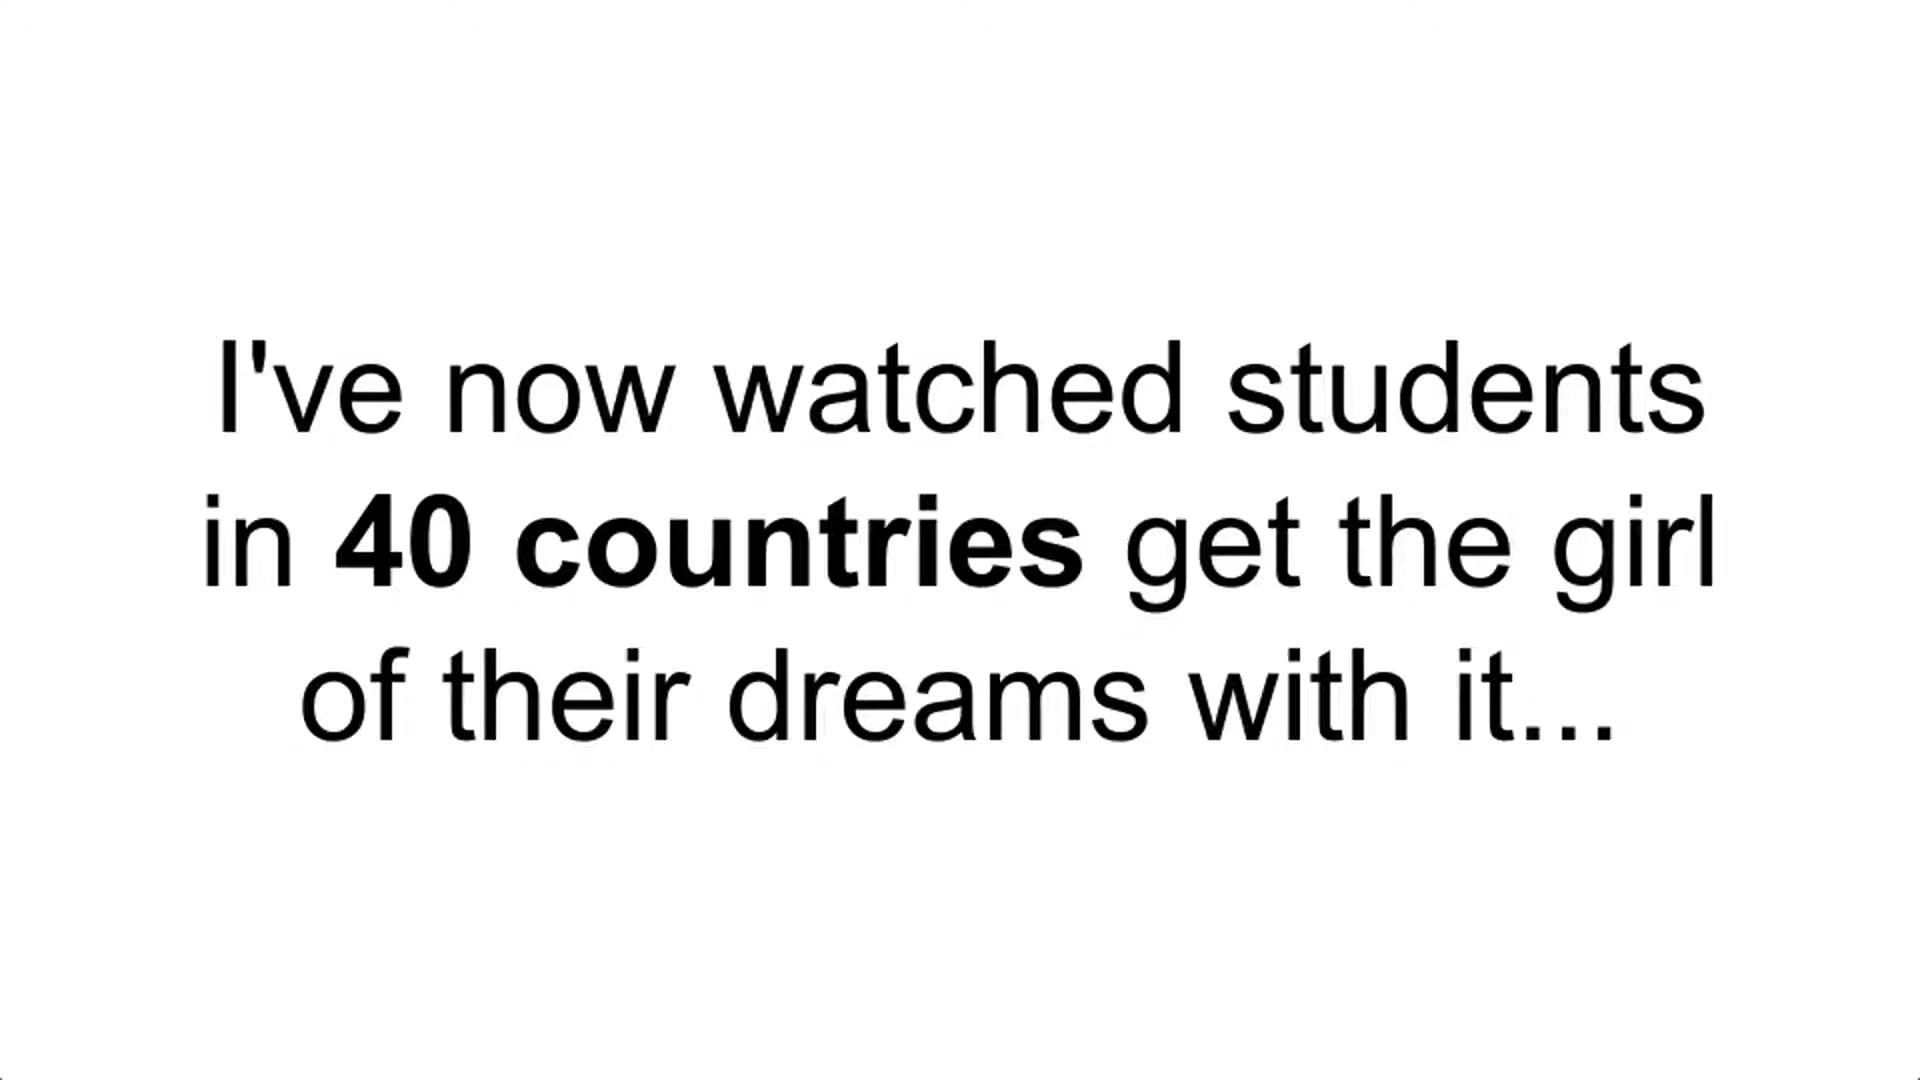 I've now watched students
in 40 countries get the girl
of their dreams with it...